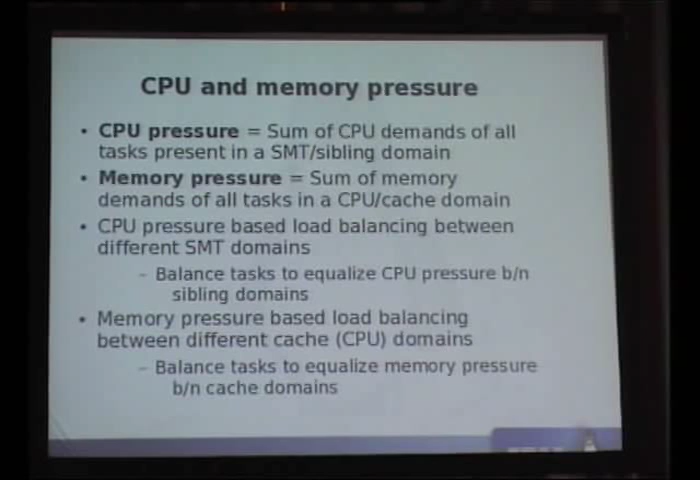 CPU and memory pressure
• CPU pressure = Sum of CPU demands of all
tasks present in a SMT/sibling domain
• Memory pressure = Sum of memory
demands of all tasks in a CPU/cache domain
• CPU pressure based load balancing between
different SMT domains
– Balance tasks to equalize CPU pressure b/n
sibling domains
• Memory pressure based load balancing
between different cache (CPU) domains
– Balance tasks to equalize memory pressure
b/n cache domains